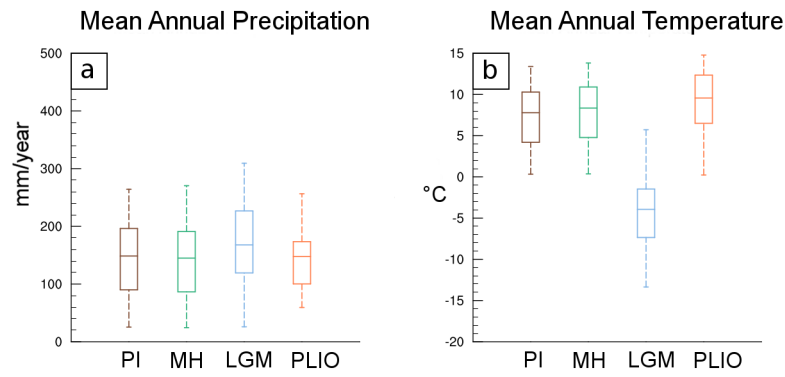 Mean Annual Precipitation
500
a
400
300
200
100
0
mm/year
PI MH LGM PLIO
Mean Annual Temperature
15
b
10
5
0
-5
-10
-15
-20
°C
PI MH LGM PLIO